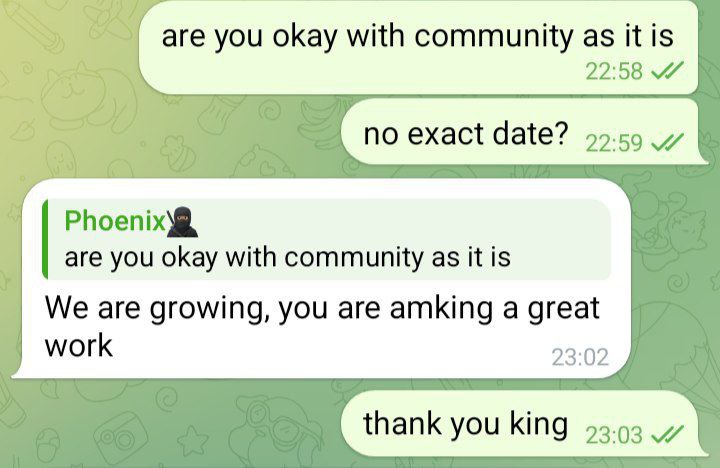 are you okay with community as it is
22:58
no exact date? 22:59
Phoenix🥷
are you okay with community as it is
We are growing, you are amking a great
work
23:02
thank you king 23:03